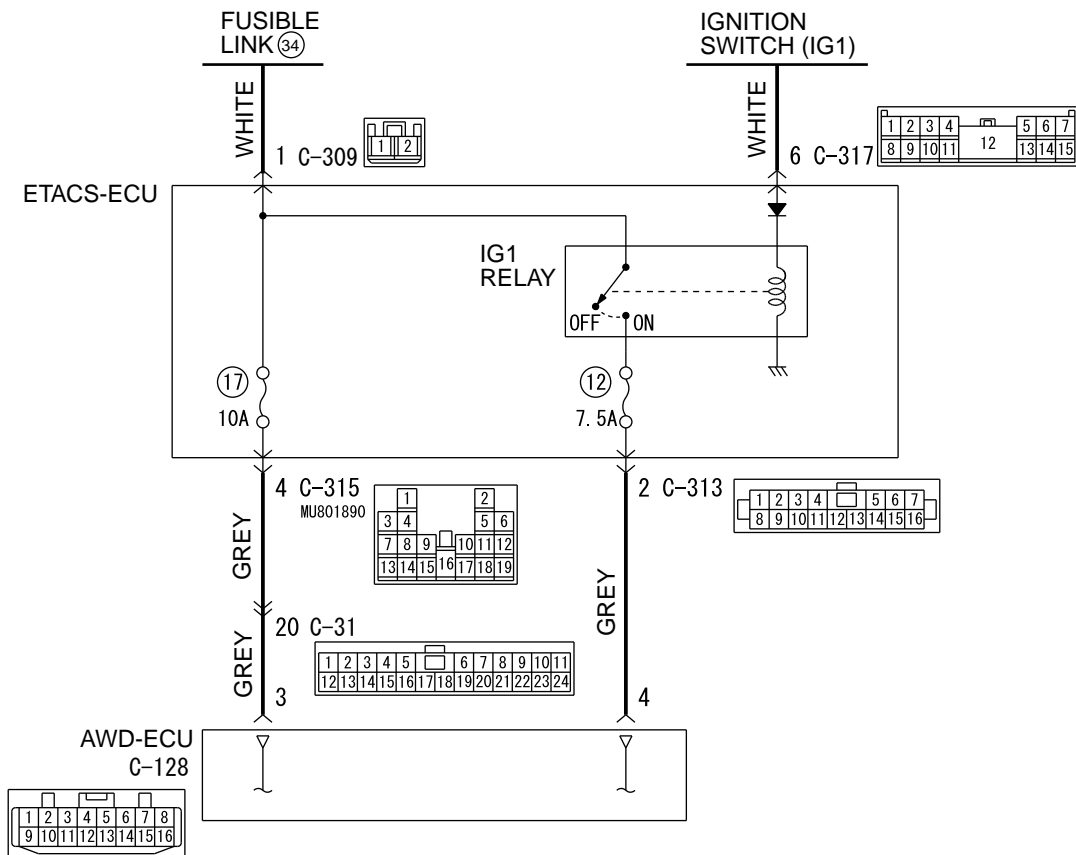 FUSIBLE
LINK 34
IGNITION
SWITCH (IG1)
WHITE
WHITE
1 C-309
1 2
6 C-317
1 2 3 4 5 6 7
8 9 10 11 12 13 14 15
ETACS-ECU
IG1
RELAY
OFF ON
17
10A
12
7.5A
4 C-315
MU801890
1 2
3 4 5 6
7 8 9 10 11 12
13 14 15 16 17 18 19
2 C-313
1 2 3 4 5 6 7
8 9 10 11 12 13 14 15 16
GREY
GREY
20 C-31
1 2 3 4 5 6 7 8 9 10 11
12 13 14 15 16 17 18 19 20 21 22 23 24
GREY
3
4
AWD-ECU
C-128
1 2 3 4 5 6 7 8
9 10 11 12 13 14 15 16